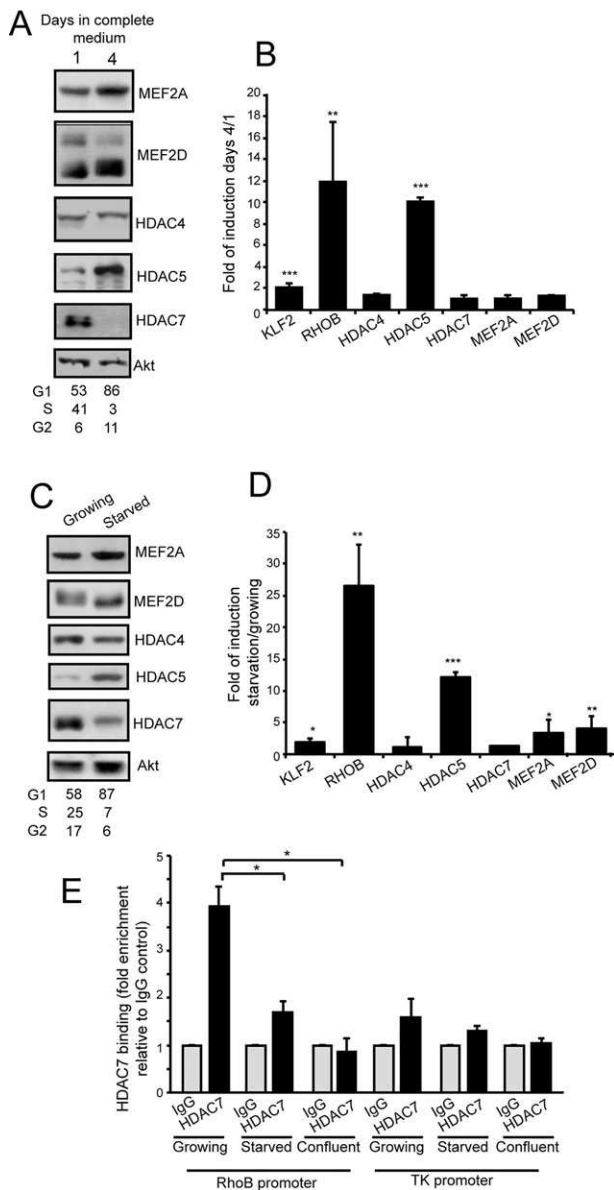 A
Days in complete
medium
1 4
MEF2A
MEF2D
HDAC4
HDAC5
HDAC7
Akt
G1 53 86
S 41 3
G2 6 11
B
Fold of induction days 4/1
20
18
16
14
12
10
8
6
4
2
0
***
**
***
KLF2
RHOB
HDAC4
HDAC5
HDAC7
MEF2A
MEF2D
C
Growing
Starved
MEF2A
MEF2D
HDAC4
HDAC5
HDAC7
Akt
G1 58 87
S 25 7
G2 17 6
D
Fold of induction
starvation/growing
35
30
25
20
15
10
5
0
*
**
***
*
**
KLF2
RHOB
HDAC4
HDAC5
HDAC7
MEF2A
MEF2D
E
HDAC7 binding (fold enrichment
relative to IgG control)
5
4
3
2
1
0
*
*
IgG HDAC7 IgG HDAC7 IgG HDAC7 IgG HDAC7 IgG HDAC7 IgG HDAC7
Growing Starved Confluent Growing Starved Confluent
RhoB promoter TK promoter